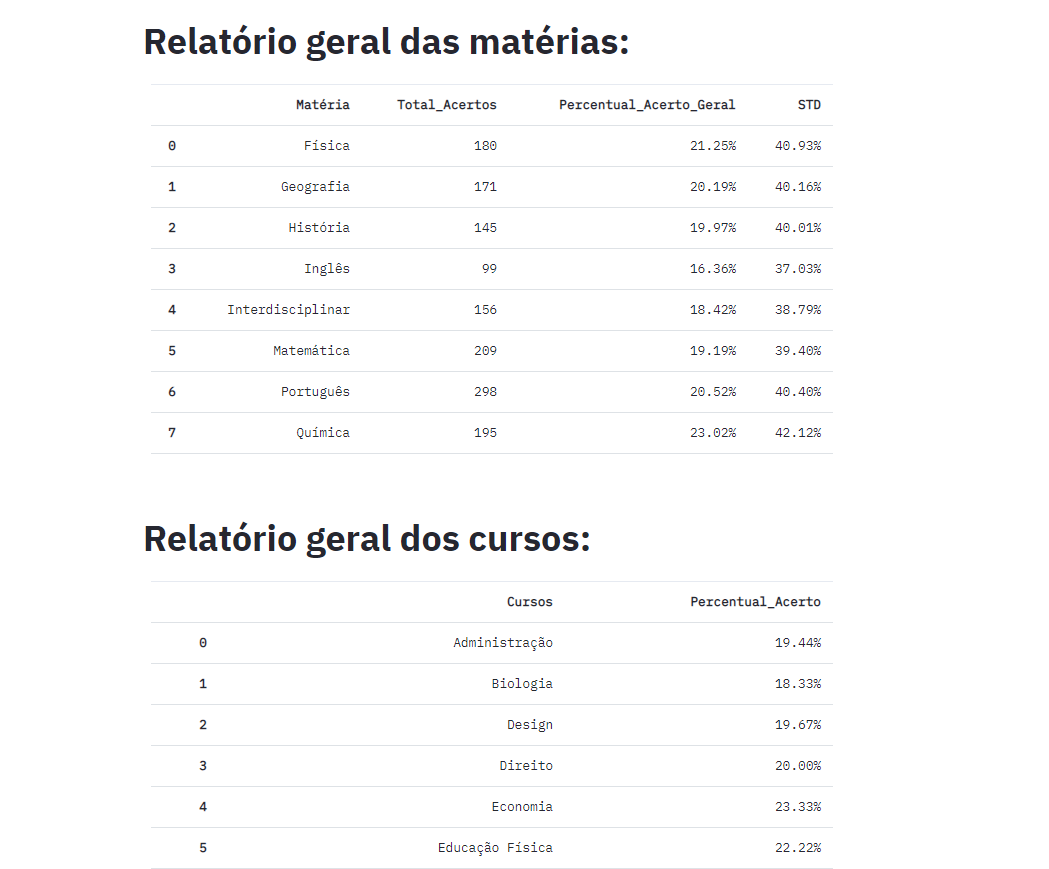 Relatório geral das matérias:
Matéria Total_Acertos Percentual_Acerto_Geral STD
0 Física 180 21.25% 40.93%
1 Geografia 171 20.19% 40.16%
2 História 145 19.97% 40.01%
3 Inglês 99 16.36% 37.03%
4 Interdisciplinar 156 18.42% 38.79%
5 Matemática 209 19.19% 39.40%
6 Português 298 20.52% 40.40%
7 Química 195 23.02% 42.12%
Relatório geral dos cursos:
Cursos Percentual_Acerto
0 Administração 19.44%
1 Biologia 18.33%
2 Design 19.67%
3 Direito 20.00%
4 Economia 23.33%
5 Educação Física 22.22%